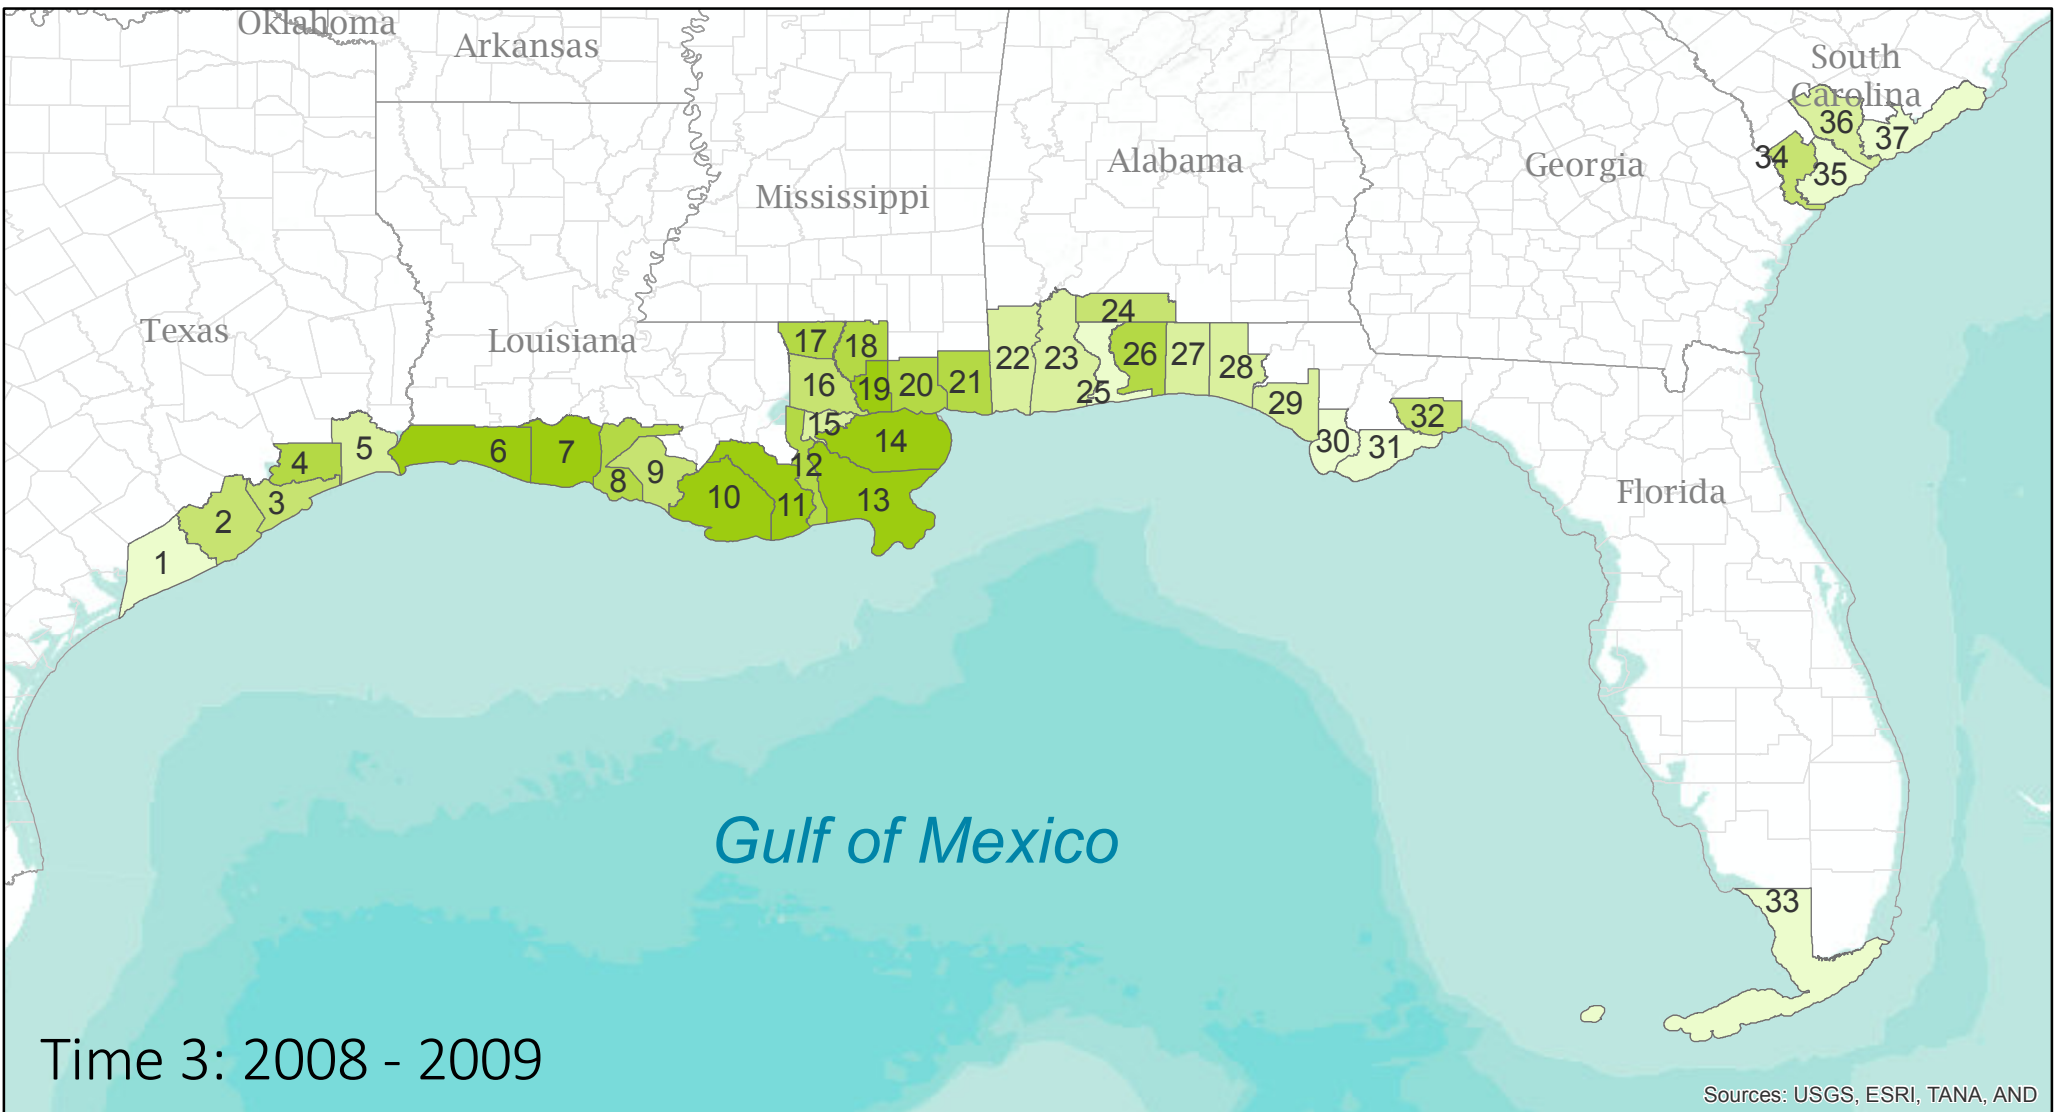 Oklahoma
Arkansas
South
Carolina
36
37
34
35
Alabama
Georgia
Mississippi
Texas
Louisiana
24
17
18
22
23
26
27
28
16
19
20
21
25
29
15
32
14
30
31
5
6
7
4
12
9
8
10
11
13
3
2
1
Florida
Gulf of Mexico
33
Time 3: 2008 - 2009
Sources: USGS, ESRI, TANA, AND